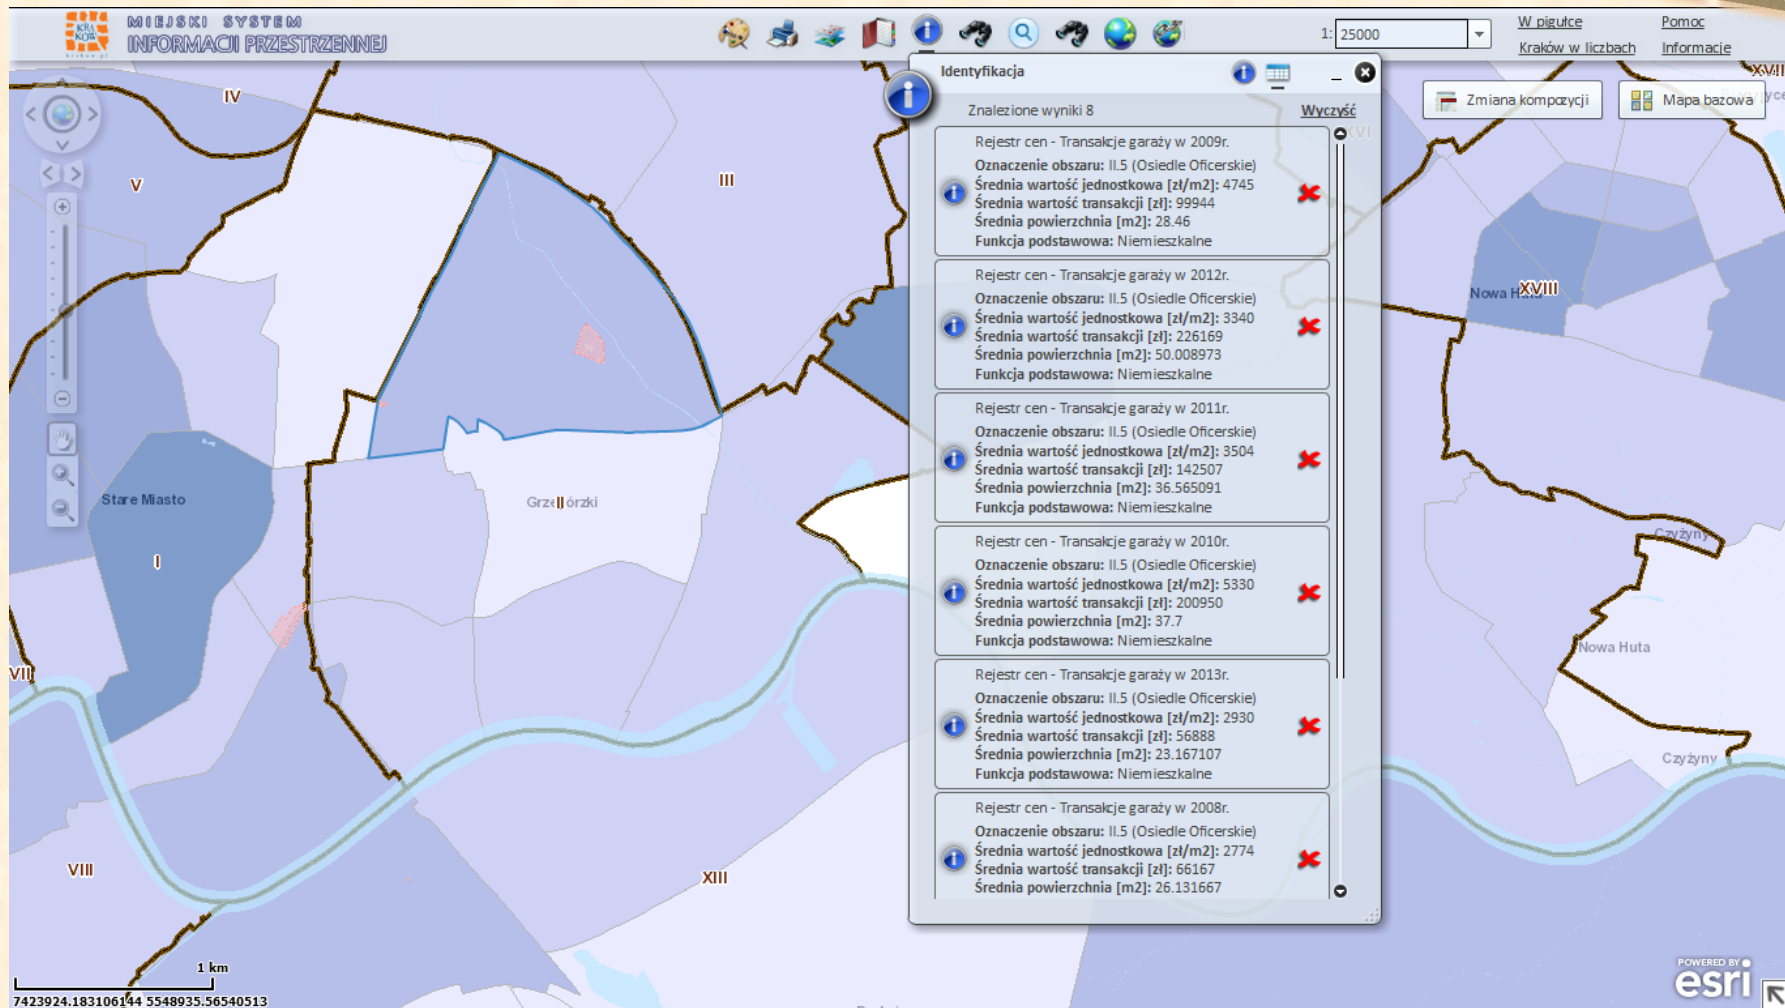 MIEJSKI SYSTEM
INFORMACJI PRZESTRZENNEJ
KRA
KÓW
1: 25000
W pigułce
Pomoc
Kraków w liczbach
Informacje
Zmiana kompozycji
Mapa bazowa
Identyfikacja
Znalezione wyniki 8
Wyczyść
Rejestr cen - Transakcje garaży w 2009r.
Oznaczenie obszaru: II.5 (Osiedle Oficerskie)
Średnia wartość jednostkowa [zł/m2]: 4745
Średnia wartość transakcji [zł]: 99944
Średnia powierzchnia [m2]: 28.46
Funkcja podstawowa: Niemieszkalne
Rejestr cen - Transakcje garaży w 2012r.
Oznaczenie obszaru: II.5 (Osiedle Oficerskie)
Średnia wartość jednostkowa [zł/m2]: 3340
Średnia wartość transakcji [zł]: 226169
Średnia powierzchnia [m2]: 50.008973
Funkcja podstawowa: Niemieszkalne
Rejestr cen - Transakcje garaży w 2011r.
Oznaczenie obszaru: II.5 (Osiedle Oficerskie)
Średnia wartość jednostkowa [zł/m2]: 3504
Średnia wartość transakcji [zł]: 142507
Średnia powierzchnia [m2]: 36.565091
Funkcja podstawowa: Niemieszkalne
Rejestr cen - Transakcje garaży w 2010r.
Oznaczenie obszaru: II.5 (Osiedle Oficerskie)
Średnia wartość jednostkowa [zł/m2]: 5330
Średnia wartość transakcji [zł]: 200950
Średnia powierzchnia [m2]: 37.7
Funkcja podstawowa: Niemieszkalne
Rejestr cen - Transakcje garaży w 2013r.
Oznaczenie obszaru: II.5 (Osiedle Oficerskie)
Średnia wartość jednostkowa [zł/m2]: 2930
Średnia wartość transakcji [zł]: 56888
Średnia powierzchnia [m2]: 23.167107
Funkcja podstawowa: Niemieszkalne
Rejestr cen - Transakcje garaży w 2008r.
Oznaczenie obszaru: II.5 (Osiedle Oficerskie)
Średnia wartość jednostkowa [zł/m2]: 2774
Średnia wartość transakcji [zł]: 66167
Średnia powierzchnia [m2]: 26.131667
IV
V
III
XVI
XVII
Nowa Huta
XVIII
Stare Miasto
I
Grzegórzki
II
Czyżyny
Nowa Huta
VII
Czyżyny
VIII
XIII
1 km
7423924.183106144 5548935.56540513
POWERED BY
esri